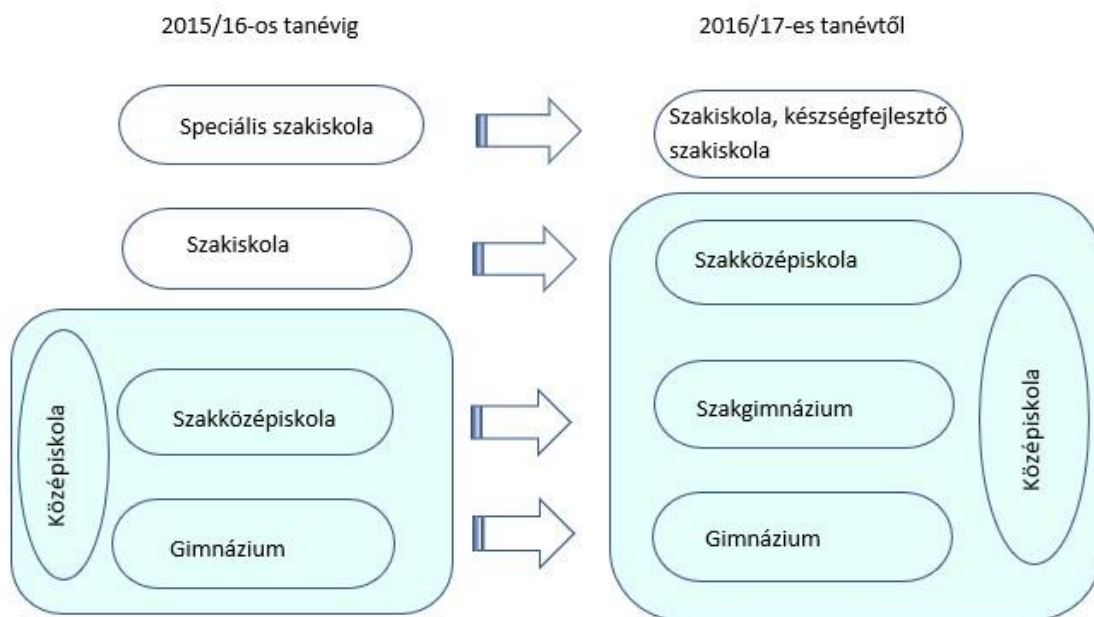 2015/16-os tanévig
2016/17-es tanévtől
Speciális szakiskola
Szakiskola, készségfejlesztő
szakiskola
Szakiskola
Szakközépiskola
Középiskola
Szakközépiskola
Szakgimnázium
Középiskola
Gimnázium
Gimnázium